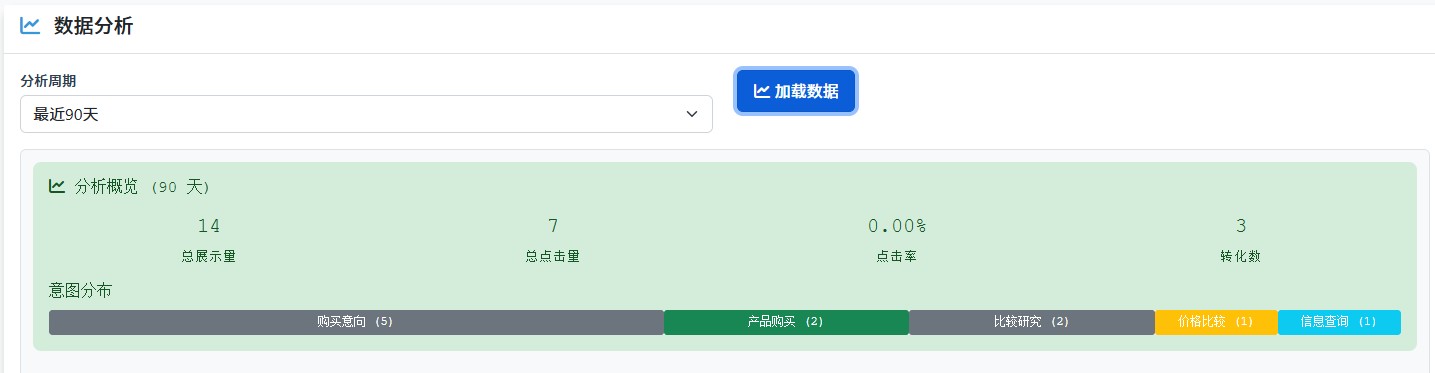 数据分析
分析周期
最近90天
加载数据
分析概览 (90 天)
14 7 0.00% 3
总展示量 总点击量 点击率 转化数
意图分布
购买意向 (5) 产品购买 (2) 比较研究 (2) 价格比较 (1) 信息查询 (1)